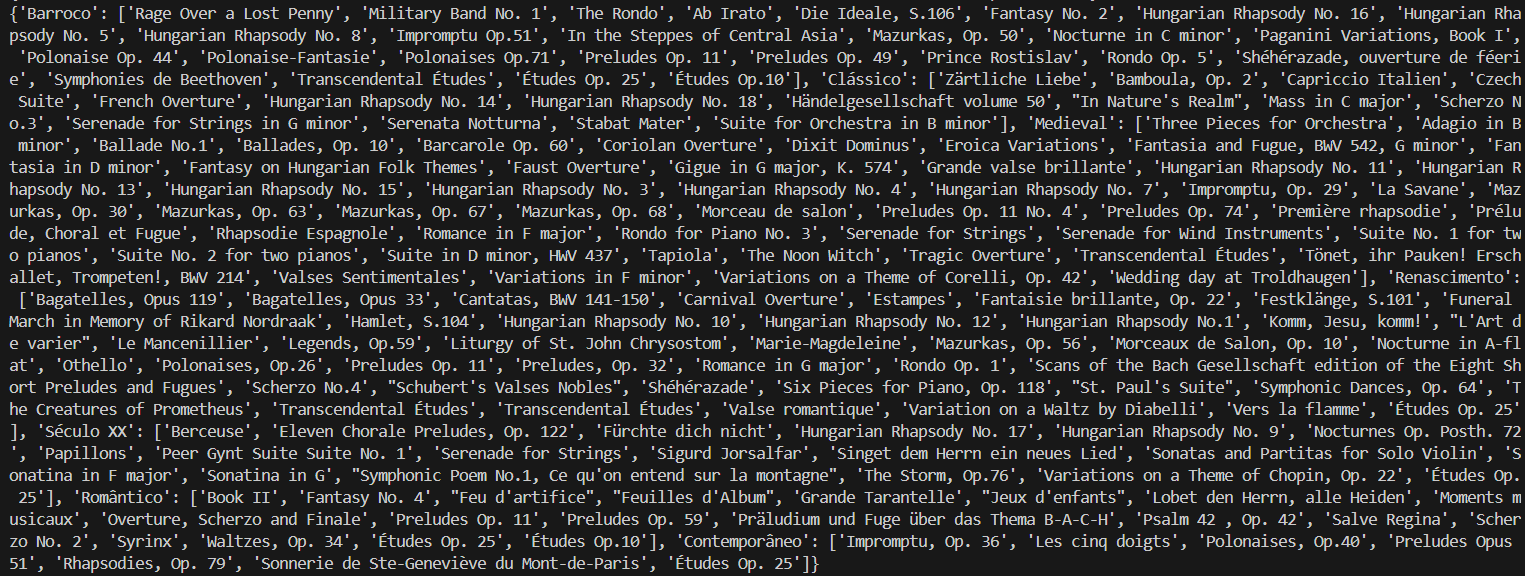 {'Barroco': ['Rage Over a Lost Penny', 'Military Band No. 1', 'The Rondo', 'Ab Irato', 'Die Ideale, S.106', 'Fantasy No. 2', 'Hungarian Rhapsody No. 16', 'Hungarian Rha
psody No. 5', 'Hungarian Rhapsody No. 8', 'Impromptu Op.51', 'In the Steppes of Central Asia', 'Mazurkas, Op. 50', 'Nocturne in C minor', 'Paganini Variations, Book I',
 'Polonaise Op. 44', 'Polonaise-Fantasie', 'Polonaises Op.71', 'Preludes Op. 11', 'Preludes Op. 49', 'Prince Rostislav', 'Rondo Op. 5', 'Shéhérazade, ouverture de féeri
e', 'Symphonies de Beethoven', 'Transcendental Études', 'Études Op. 25', 'Études Op.10'], 'Clássico': ['Zärtliche Liebe', 'Bamboula, Op. 2', 'Capriccio Italien', 'Czech
 Suite', 'French Overture', 'Hungarian Rhapsody No. 14', 'Hungarian Rhapsody No. 18', 'Händelgesellschaft volume 50', "In Nature's Realm", 'Mass in C major', 'Scherzo N
o.3', 'Serenade for Strings in G minor', 'Serenata Notturna', 'Stabat Mater', 'Suite for Orchestra in B minor'], 'Medieval': ['Three Pieces for Orchestra', 'Adagio in B
 minor', 'Ballade No.1', 'Ballades, Op. 10', 'Barcarole Op. 60', 'Coriolan Overture', 'Dixit Dominus', 'Eroica Variations', 'Fantasia and Fugue, BWV 542, G minor', 'Fan
tasia in D minor', 'Fantasy on Hungarian Folk Themes', 'Faust Overture', 'Gigue in G major, K. 574', 'Grande valse brillante', 'Hungarian Rhapsody No. 11', 'Hungarian R
hapsody No. 13', 'Hungarian Rhapsody No. 15', 'Hungarian Rhapsody No. 3', 'Hungarian Rhapsody No. 4', 'Hungarian Rhapsody No. 7', 'Impromptu, Op. 29', 'La Savane', 'Maz
urkas, Op. 30', 'Mazurkas, Op. 63', 'Mazurkas, Op. 67', 'Mazurkas, Op. 68', 'Morceau de salon', 'Preludes Op. 11 No. 4', 'Preludes Op. 74', 'Première rhapsodie', 'Prélu
de, Choral et Fugue', 'Rhapsodie Espagnole', 'Romance in F major', 'Rondo for Piano No. 3', 'Serenade for Strings', 'Serenade for Wind Instruments', 'Suite No. 1 for tw
o pianos', 'Suite No. 2 for two pianos', 'Suite in D minor, HWV 437', 'Tapiola', 'The Noon Witch', 'Tragic Overture', 'Transcendental Études', 'Tönet, ihr Pauken! Ersch
allet, Trompeten!, BWV 214', 'Valses Sentimentales', 'Variations in F minor', 'Variations on a Theme of Corelli, Op. 42', 'Wedding day at Troldhaugen'], 'Renascimento':
 ['Bagatelles, Opus 119', 'Bagatelles, Opus 33', 'Cantatas, BWV 141-150', 'Carnival Overture', 'Estampes', 'Fantaisie brillante, Op. 22', 'Festklänge, S.101', 'Funeral
March in Memory of Rikard Nordraak', 'Hamlet, S.104', 'Hungarian Rhapsody No. 10', 'Hungarian Rhapsody No. 12', 'Hungarian Rhapsody No.1', 'Komm, Jesu, komm!', "L'Art d
e varier", 'Le Mancenillier', 'Legends, Op.59', 'Liturgy of St. John Chrysostom', 'Marie-Magdeleine', 'Mazurkas, Op. 56', 'Morceaux de Salon, Op. 10', 'Nocturne in A-fl
at', 'Othello', 'Polonaises, Op.26', 'Preludes Op. 11', 'Preludes, Op. 32', 'Romance in G major', 'Rondo Op. 1', 'Scans of the Bach Gesellschaft edition of the Eight Sh
ort Preludes and Fugues', 'Scherzo No.4', "Schubert's Valses Nobles", 'Shéhérazade', 'Six Pieces for Piano, Op. 118', "St. Paul's Suite", 'Symphonic Dances, Op. 64', 'T
he Creatures of Prometheus', 'Transcendental Études', 'Transcendental Études', 'Valse romantique', 'Variation on a Waltz by Diabelli', 'Vers la flamme', 'Études Op. 25'
], 'Século XX': ['Berceuse', 'Eleven Chorale Preludes, Op. 122', 'Fürchte dich nicht', 'Hungarian Rhapsody No. 17', 'Hungarian Rhapsody No. 9', 'Nocturnes Op. Posth. 72
', 'Papillons', 'Peer Gynt Suite Suite No. 1', 'Serenade for Strings', 'Sigurd Jorsalfar', 'Singet dem Herrn ein neues Lied', 'Sonatas and Partitas for Solo Violin', 'S
onatina in F major', 'Sonatina in G', "Symphonic Poem No.1, Ce qu'on entend sur la montagne", 'The Storm, Op.76', 'Variations on a Theme of Chopin, Op. 22', 'Études Op.
 25'], 'Romântico': ['Book II', 'Fantasy No. 4', "Feu d'artifice", "Feuilles d'Album", 'Grande Tarantelle', "Jeux d'enfants", 'Lobet den Herrn, alle Heiden', 'Moments m
usicaux', 'Overture, Scherzo and Finale', 'Preludes Op. 11', 'Preludes Op. 59', 'Präludium und Fuge über das Thema B-A-C-H', 'Psalm 42 , Op. 42', 'Salve Regina', 'Scher
zo No. 2', 'Syrinx', 'Waltzes, Op. 34', 'Études Op. 25', 'Études Op.10'], 'Contemporâneo': ['Impromptu, Op. 36', 'Les cinq doigts', 'Polonaises, Op.40', 'Preludes Opus
51', 'Rhapsodies, Op. 79', 'Sonnerie de Ste-Geneviève du Mont-de-Paris', 'Études Op. 25']}